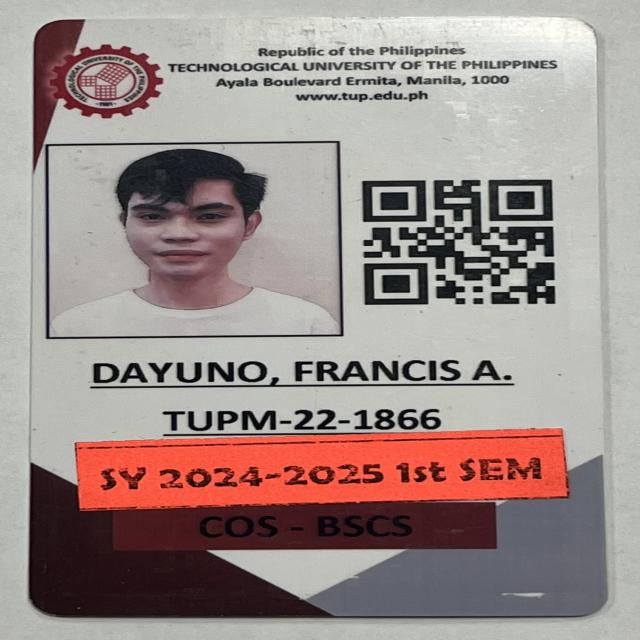 Republic of the Philippines
TECHNOLOGICAL UNIVERSITY OF THE PHILIPPINES
Ayala Boulevard Ermita, Manila, 1000
www.tup.edu.ph
TECHNOLOGICAL UNIVERSITY OF THE PHILIPPINES
1901
DAYUNO, FRANCIS A.
TUPM-22-1866
SY 2024-2025 1st SEM
COS - BSCS